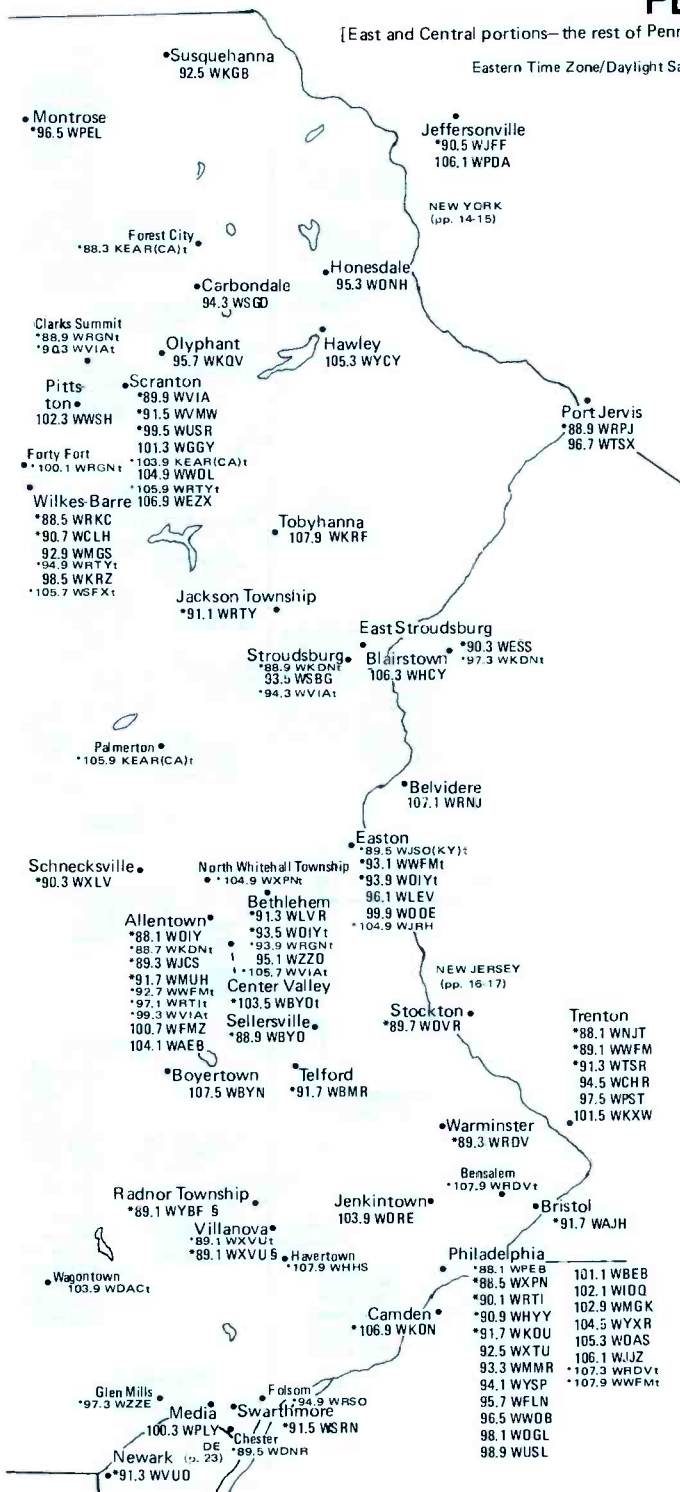 [East and Central portions—the rest of Penn
Eastern Time Zone/Daylight Sa
•Susquehanna
92.5 WKGB
•Montrose
*96.5 WPEL
Jeffersonville
*90.5 WJFF
106.1 WPDA
NEW YORK
(pp. 14-15)
Forest City
*88.3 KEAR(CA)t
•Honesdale
95.3 WDNH
•Carbondale
94.3 WSGD
Clarks Summit
*88.9 WRGNt
*90.3 WVIAt
•Olyphant
95.7 WKQV
Hawley
105.3 WYCY
Pitts-
ton•
102.3 WWSH
•Scranton
*89.9 WVIA
*91.5 WVMW
*99.5 WUSR
101.3 WGGY
*103.9 KEAR(CA)t
104.9 WWDL
*105.9 WRTYt
106.9 WEZX
Port Jervis
*88.9 WRPJ
96.7 WTSX
Forty Fort
*100.1 WRGNt
Wilkes-Barre
*88.5 WRKC
*90.7 WCLH
92.9 WMGS
*94.9 WRTYt
98.5 WKRZ
*105.7 WSFXt
•Tobyhanna
107.9 WKRF
Jackson Township
*91.1 WRTY
East Stroudsburg
*90.3 WESS
*97.3 WKDNt
Stroudsburg•
*88.9 WKDNt
93.5 WSBG
*94.3 WVIAt
Blairstown
106.3 WHCY
Palmerton•
*105.9 KEAR(CA)t
•Belvidere
107.1 WRNJ
•Easton
*89.5 WJSO(KY)t
*93.1 WWFMt
*93.9 WDIYt
96.1 WLEV
99.9 WODE
*104.9 WJRH
Schnecksville•
*90.3 WXLV
North Whitehall Township
*104.9 WXPNt
Bethlehem
*91.3 WLVR
*93.5 WDIYt
*93.9 WRGNt
95.1 WZZO
*105.7 WVIAt
Allentown•
*88.1 WDIY
*88.7 WKDNt
*89.3 WJCS
*91.7 WMUH
*92.7 WWFMt
*97.1 WRTIt
*99.3 WVIAt
100.7 WFMZ
104.1 WAEB
Center Valley
*103.5 WBYOt
NEW JERSEY
(pp. 16-17)
Sellersville•
*88.9 WBYO
Stockton•
*89.7 WDVR
Trenton
*88.1 WNJT
*89.1 WWFM
*91.3 WTSR
94.5 WCHR
97.5 WPST
101.5 WKXW
•Boyertown
107.5 WBYN
•Telford
*91.7 WBMR
•Warminster
*89.3 WRDV
Bensalem
*107.9 WRDVt
Radnor Township
*89.1 WYBF §
Jenkintown•
103.9 WDRE
•Bristol
*91.7 WAJH
Villanova•
*89.1 WXVUt
*89.1 WXVU§
•Havertown
*107.9 WHHS
•Wagontown
103.9 WDACt
Philadelphia
*88.1 WPEB
*88.5 WXPN
*90.1 WRTI
*90.9 WHYY
*91.7 WKDU
92.5 WXTU
93.3 WMMR
94.1 WYSP
95.7 WFLN
96.5 WWDB
98.1 WOGL
98.9 WUSL
101.1 WBEB
102.1 WIOQ
102.9 WMGK
104.5 WYXR
105.3 WDAS
106.1 WJJZ
*107.3 WRDVt
*107.9 WWFMt
Camden•
*106.9 WKDN
Glen Mills
*97.3 WZZE
Folsom
*94.9 WRSO
Media
100.3 WPLY
•Swarthmore
*91.5 WSRN
Chester
*89.5 WDNR
DE
(p. 23)
Newark
*91.3 WVUD